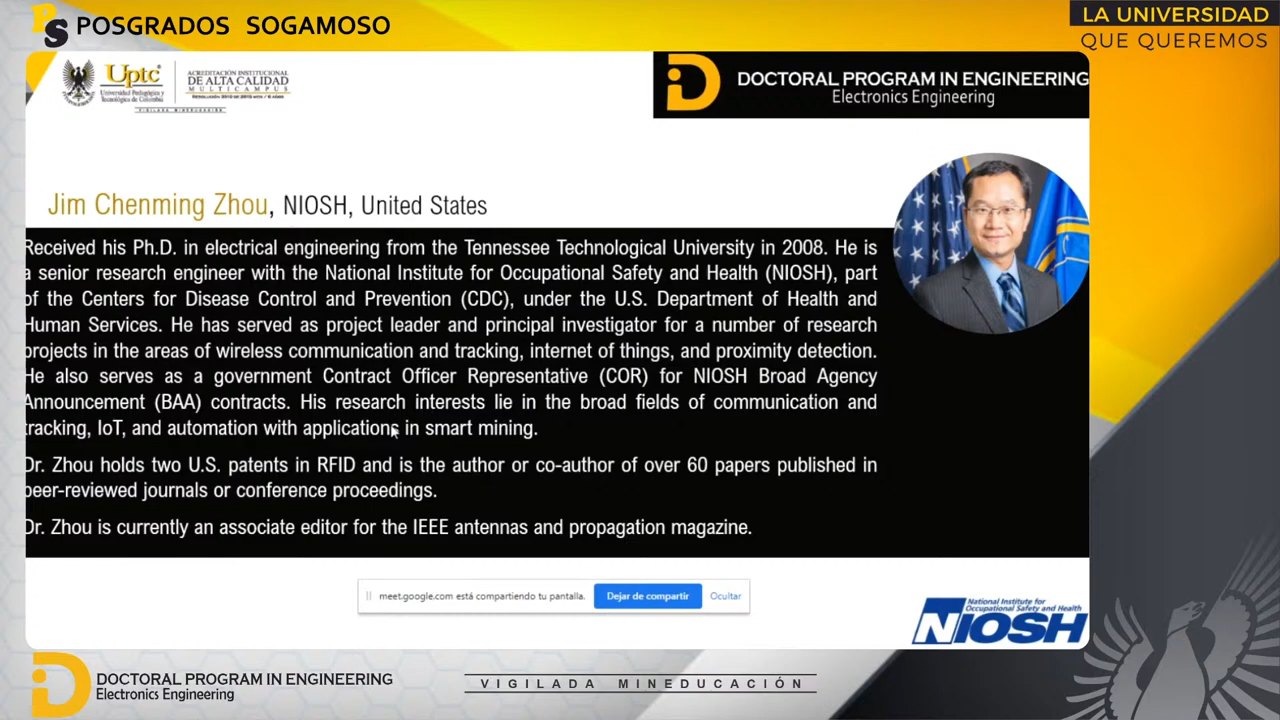 PS POSGRADOS SOGAMOSO
LA UNIVERSIDAD
QUE QUEREMOS
Uptc
Universidad Pedagógica y
Tecnológica de Colombia
ACREDITACIÓN INSTITUCIONAL
DE ALTA CALIDAD
MULTICAMPUS
VIGILADA MINEDUCACIÓN
iD DOCTORAL PROGRAM IN ENGINEERING
Electronics Engineering
Jim Chenming Zhou, NIOSH, United States
Received his Ph.D. in electrical engineering from the Tennessee Technological University in 2008. He is
a senior research engineer with the National Institute for Occupational Safety and Health (NIOSH), part
of the Centers for Disease Control and Prevention (CDC), under the U.S. Department of Health and
Human Services. He has served as project leader and principal investigator for a number of research
projects in the areas of wireless communication and tracking, internet of things, and proximity detection.
He also serves as a government Contract Officer Representative (COR) for NIOSH Broad Agency
Announcement (BAA) contracts. His research interests lie in the broad fields of communication and
tracking, IoT, and automation with applications in smart mining.
Dr. Zhou holds two U.S. patents in RFID and is the author or co-author of over 60 papers published in
peer-reviewed journals or conference proceedings.
Dr. Zhou is currently an associate editor for the IEEE antennas and propagation magazine.
meet.google.com está compartiendo tu pantalla. Dejar de compartir Ocultar
National Institute for
Occupational Safety and Health
NIOSH
iD DOCTORAL PROGRAM IN ENGINEERING
Electronics Engineering
VIGILADA MINEDUCACIÓN